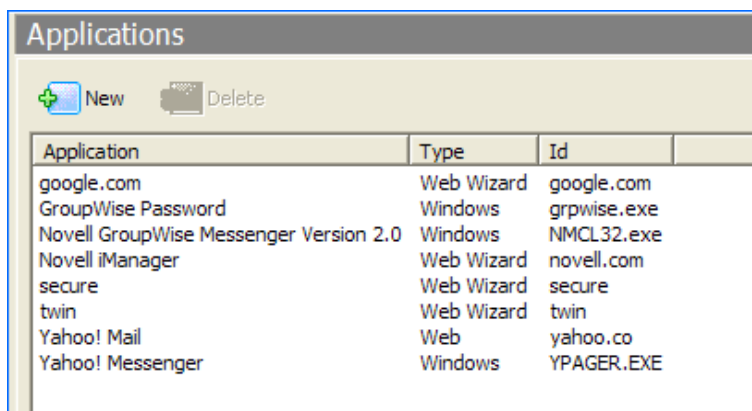 Applications
New Delete
Application Type Id
google.com Web Wizard google.com
GroupWise Password Windows grpwise.exe
Novell GroupWise Messenger Version 2.0 Windows NMCL32.exe
Novell iManager Web Wizard novell.com
secure Web Wizard secure
twin Web Wizard twin
Yahoo! Mail Web yahoo.co
Yahoo! Messenger Windows YPAGER.EXE